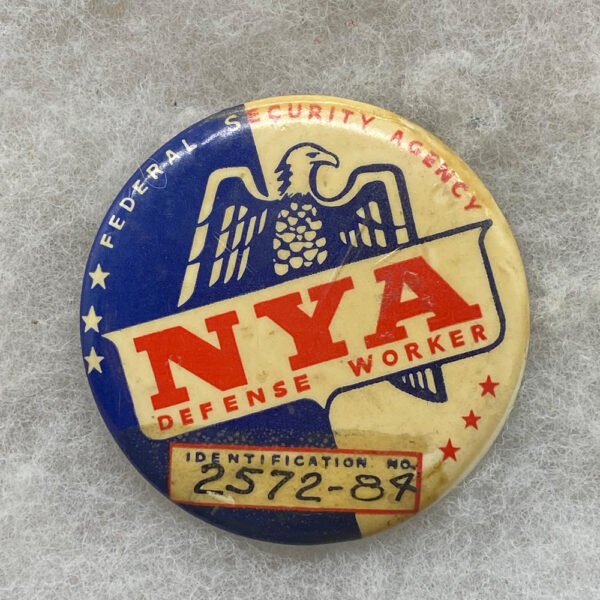 FEDERAL SECURITY AGENCY
NYA
DEFENSE WORKER
IDENTIFICATION NO.
2572-84